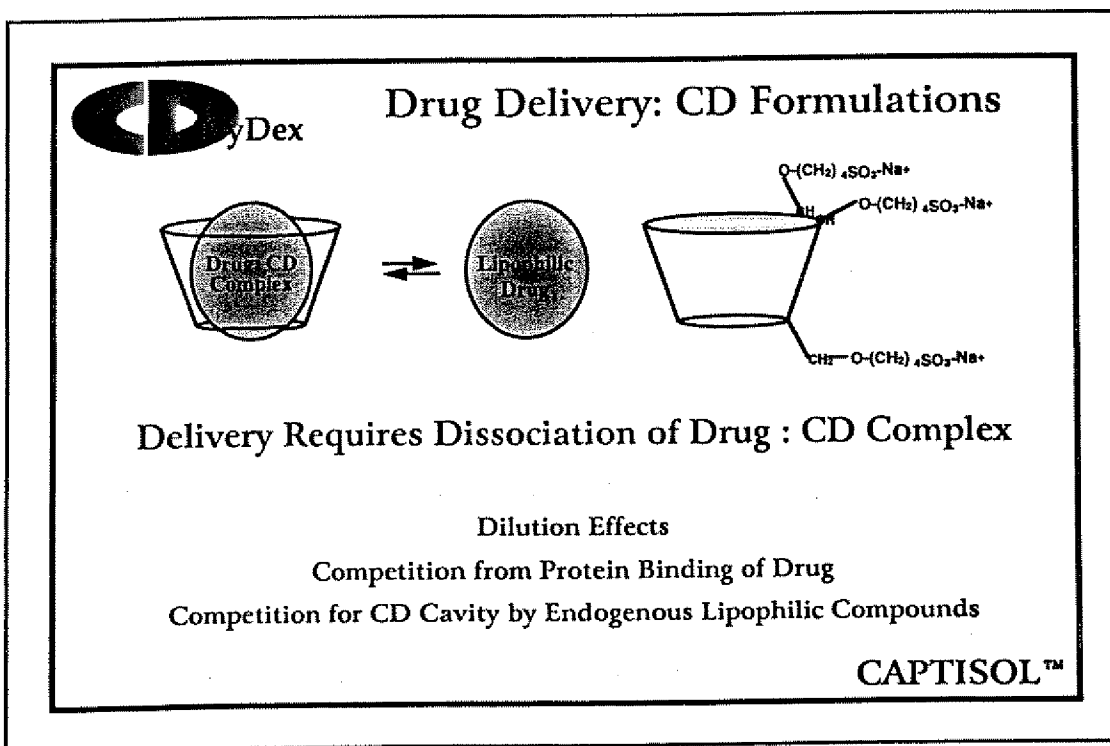 CDyDex
Drug Delivery: CD Formulations
O-(CH₂)₄SO₃-Na+
O-(CH₂)₄SO₃-Na+
Drug:CD
Complex
Lipophilic
Drug
CH₂-O-(CH₂)₄SO₃-Na+
Delivery Requires Dissociation of Drug : CD Complex
Dilution Effects
Competition from Protein Binding of Drug
Competition for CD Cavity by Endogenous Lipophilic Compounds
CAPTISOL™